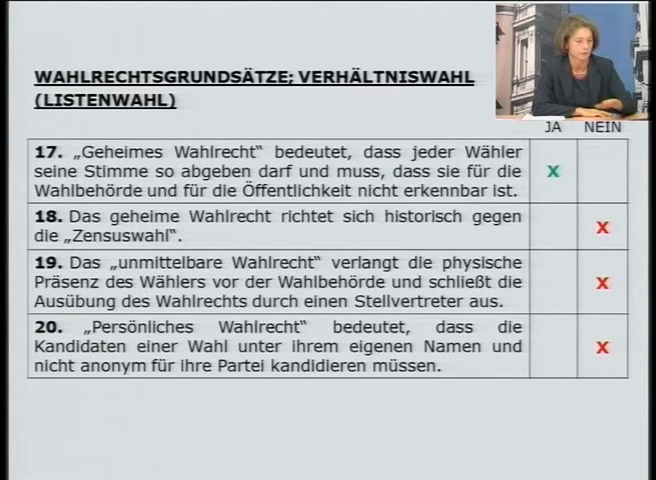 WAHLRECHTSGRUNDSÄTZE; VERHÄLTNISWAHL
(LISTENWAHL)
JA NEIN
17. „Geheimes Wahlrecht“ bedeutet, dass jeder Wähler
seine Stimme so abgeben darf und muss, dass sie für die
Wahlbehörde und für die Öffentlichkeit nicht erkennbar ist.
X
18. Das geheime Wahlrecht richtet sich historisch gegen
die „Zensuswahl“.
X
19. Das „unmittelbare Wahlrecht“ verlangt die physische
Präsenz des Wählers vor der Wahlbehörde und schließt die
Ausübung des Wahlrechts durch einen Stellvertreter aus.
X
20. „Persönliches Wahlrecht“ bedeutet, dass die
Kandidaten einer Wahl unter ihrem eigenen Namen und
nicht anonym für ihre Partei kandidieren müssen.
X